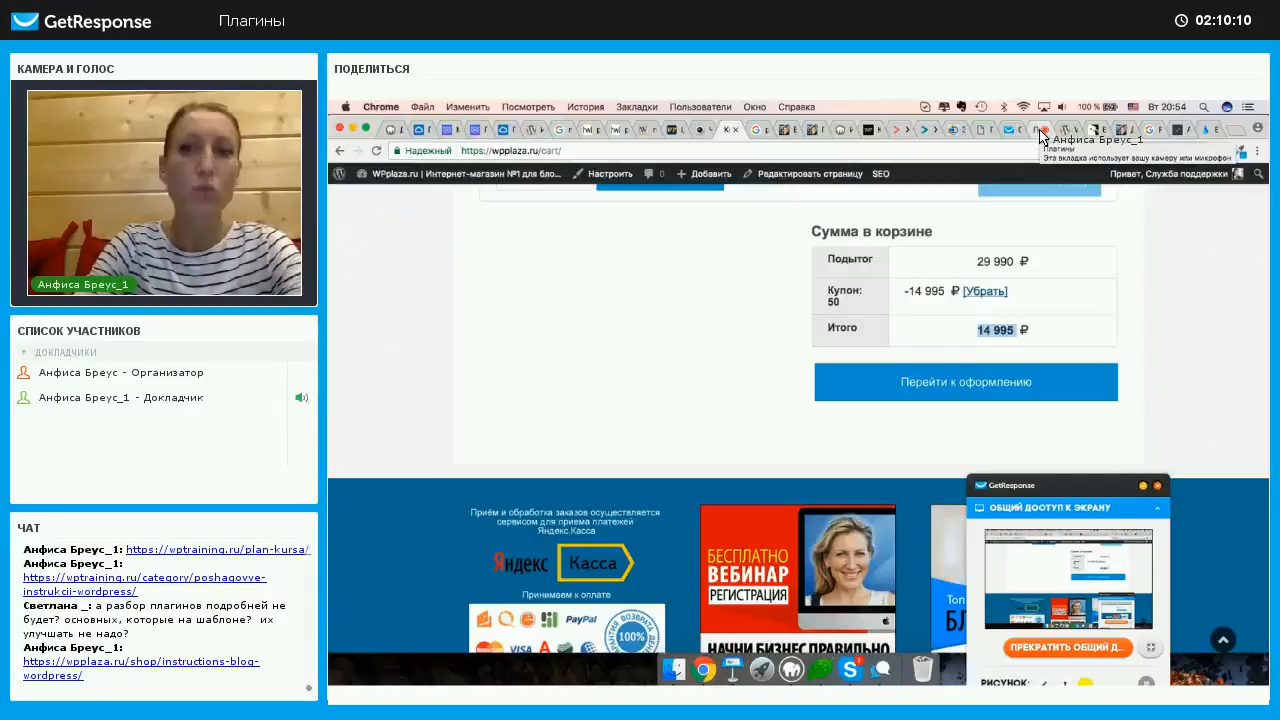 GetResponse
Плагины
02:10:10
КАМЕРА И ГОЛОС
Анфиса Бреус_1
СПИСОК УЧАСТНИКОВ
ДОКЛАДЧИКИ
Анфиса Бреус - Организатор
Анфиса Бреус_1 - Докладчик
ЧАТ
Анфиса Бреус_1: https://wptraining.ru/plan-kursa/
Анфиса Бреус_1:
https://wptraining.ru/category/poshagovye-
instrukcii-wordpress/
Светлана _: а разбор плагинов подробней не
будет? основных, которые на шаблоне? их
улучшать не надо?
Анфиса Бреус_1:
https://wpplaza.ru/shop/instructions-blog-
wordpress/
ПОДЕЛИТЬСЯ
Chrome Файл Изменить Посмотреть История Закладки Пользователи Окно Справка
100 % Вт 20:54
Анфиса Бреус_1
Плагины
Эта вкладка использует вашу камеру или микрофон
Надежный https://wpplaza.ru/cart/
WPplaza.ru | Интернет-магазин №1 для бло... Настроить 0 Добавить Редактировать страницу SEO Привет, Служба поддержки
Сумма в корзине
Подытог 29 990 ₽
Купон: 50 -14 995 ₽ [Убрать]
Итого 14 995 ₽
Перейти к оформлению
Приём и обработка заказов осуществляется
сервисом для приема платежей
Яндекс.Касса
Яндекс Касса
Принимаем к оплате
PayPal
100%
VISA
БЕСПЛАТНО
ВЕБИНАР
РЕГИСТРАЦИЯ
НАЧНИ БИЗНЕС ПРАВИЛЬНО
Топ
БЛ
GetResponse
ОБЩИЙ ДОСТУП К ЭКРАНУ
ПРЕКРАТИТЬ ОБЩИЙ Д...
РИСУНОК: